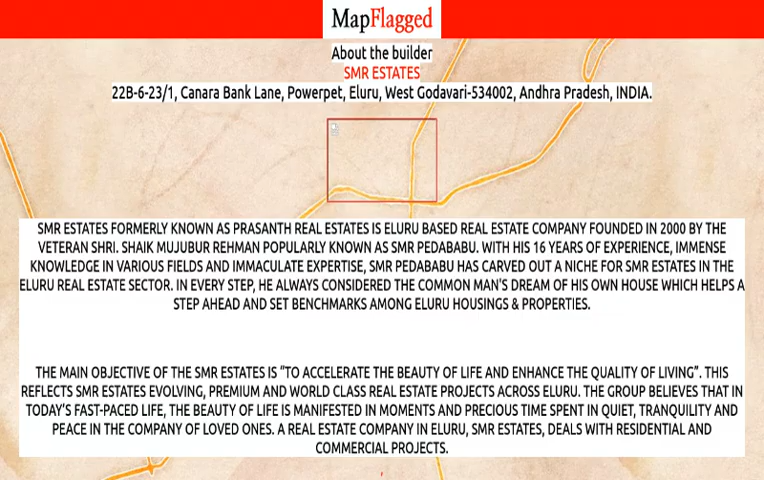 MapFlagged
About the builder
SMR ESTATES
22B-6-23/1, Canara Bank Lane, Powerpet, Eluru, West Godavari-534002, Andhra Pradesh, INDIA.
SMR ESTATES FORMERLY KNOWN AS PRASANTH REAL ESTATES IS ELURU BASED REAL ESTATE COMPANY FOUNDED IN 2000 BY THE
VETERAN SHRI. SHAIK MUJUBUR REHMAN POPULARLY KNOWN AS SMR PEDABABU. WITH HIS 16 YEARS OF EXPERIENCE, IMMENSE
KNOWLEDGE IN VARIOUS FIELDS AND IMMACULATE EXPERTISE, SMR PEDABABU HAS CARVED OUT A NICHE FOR SMR ESTATES IN THE
ELURU REAL ESTATE SECTOR. IN EVERY STEP, HE ALWAYS CONSIDERED THE COMMON MAN'S DREAM OF HIS OWN HOUSE WHICH HELPS A
STEP AHEAD AND SET BENCHMARKS AMONG ELURU HOUSINGS & PROPERTIES.
THE MAIN OBJECTIVE OF THE SMR ESTATES IS “TO ACCELERATE THE BEAUTY OF LIFE AND ENHANCE THE QUALITY OF LIVING”. THIS
REFLECTS SMR ESTATES EVOLVING, PREMIUM AND WORLD CLASS REAL ESTATE PROJECTS ACROSS ELURU. THE GROUP BELIEVES THAT IN
TODAY'S FAST-PACED LIFE, THE BEAUTY OF LIFE IS MANIFESTED IN MOMENTS AND PRECIOUS TIME SPENT IN QUIET, TRANQUILITY AND
PEACE IN THE COMPANY OF LOVED ONES. A REAL ESTATE COMPANY IN ELURU, SMR ESTATES, DEALS WITH RESIDENTIAL AND
COMMERCIAL PROJECTS.
,